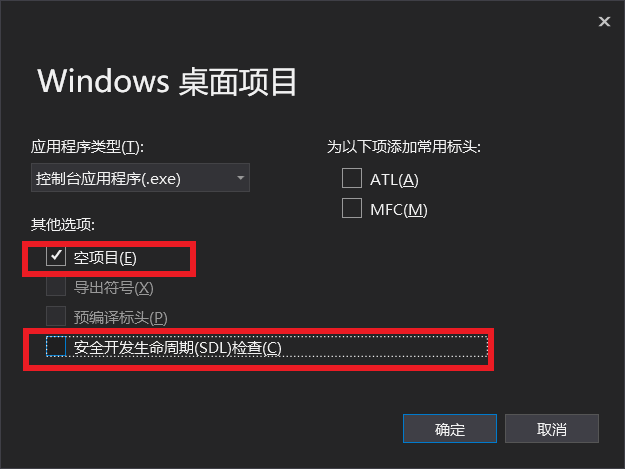 Windows 桌面项目
应用程序类型(T):
控制台应用程序(.exe)
其他选项:
空项目(E)
导出符号(X)
预编译标头(P)
安全开发生命周期(SDL)检查(C)
为以下项添加常用标头:
ATL(A)
MFC(M)
确定
取消